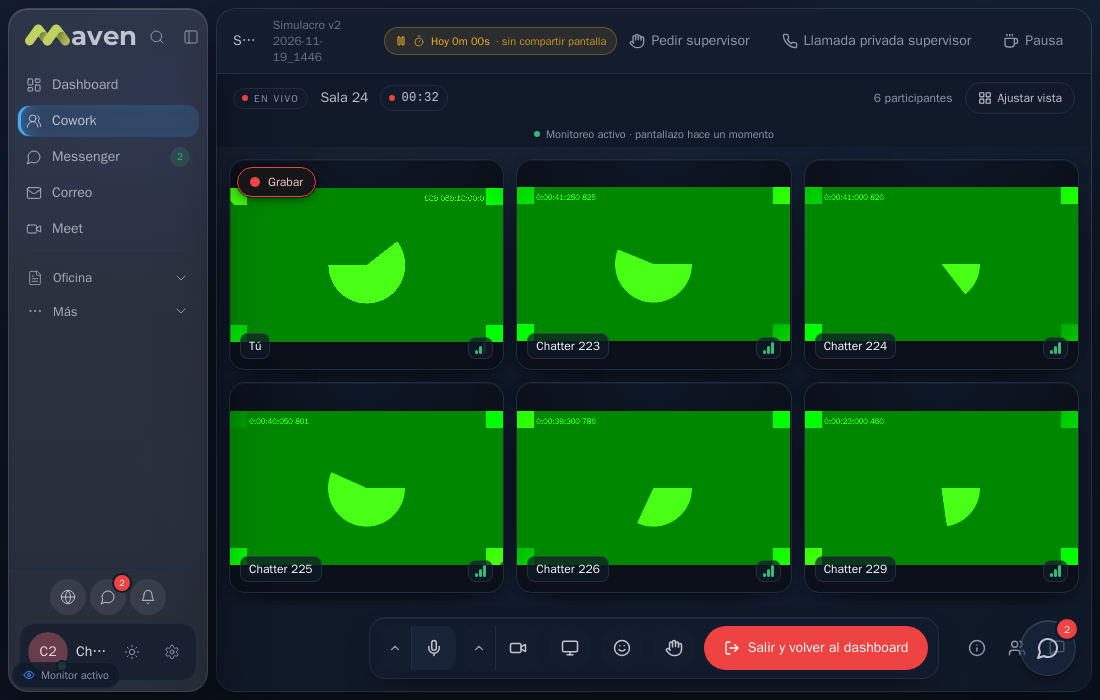 Maven
Dashboard
Cowork
Messenger 2
Correo
Meet
Oficina
Más
2
C2 Ch···
Monitor activo
S···
Simulacro v2
2026-11-
19_1446
Hoy 0m 00s · sin compartir pantalla
Pedir supervisor
Llamada privada supervisor
Pausa
EN VIVO
Sala 24
00:32
6 participantes
Ajustar vista
Monitoreo activo · pantallazo hace un momento
Grabar
Tú
0:00:41:250 825
Chatter 223
0:00:41:000 820
Chatter 224
0:00:40:050 801
Chatter 225
0:00:39:300 786
Chatter 226
0:00:23:000 460
Chatter 229
Salir y volver al dashboard
2